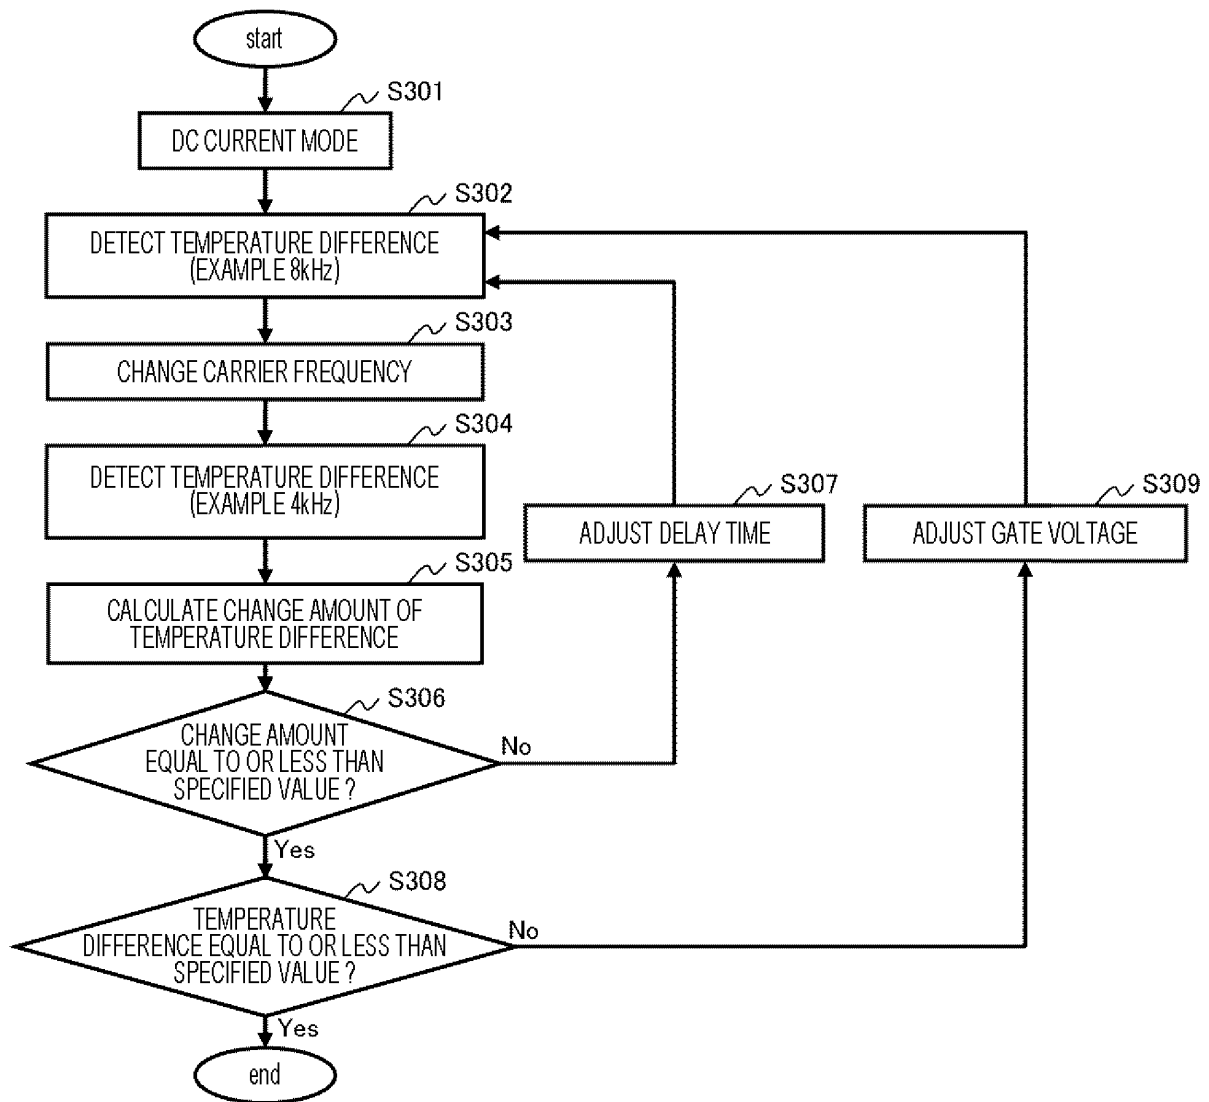 start
S301
DC CURRENT MODE
S302
DETECT TEMPERATURE DIFFERENCE
(EXAMPLE 8kHz)
S303
CHANGE CARRIER FREQUENCY
S304
DETECT TEMPERATURE DIFFERENCE
(EXAMPLE 4kHz)
S307
ADJUST DELAY TIME
S309
ADJUST GATE VOLTAGE
S305
CALCULATE CHANGE AMOUNT OF
TEMPERATURE DIFFERENCE
S306
CHANGE AMOUNT
EQUAL TO OR LESS THAN
SPECIFIED VALUE ?
No
Yes
S308
TEMPERATURE
DIFFERENCE EQUAL TO OR LESS THAN
SPECIFIED VALUE ?
No
Yes
end